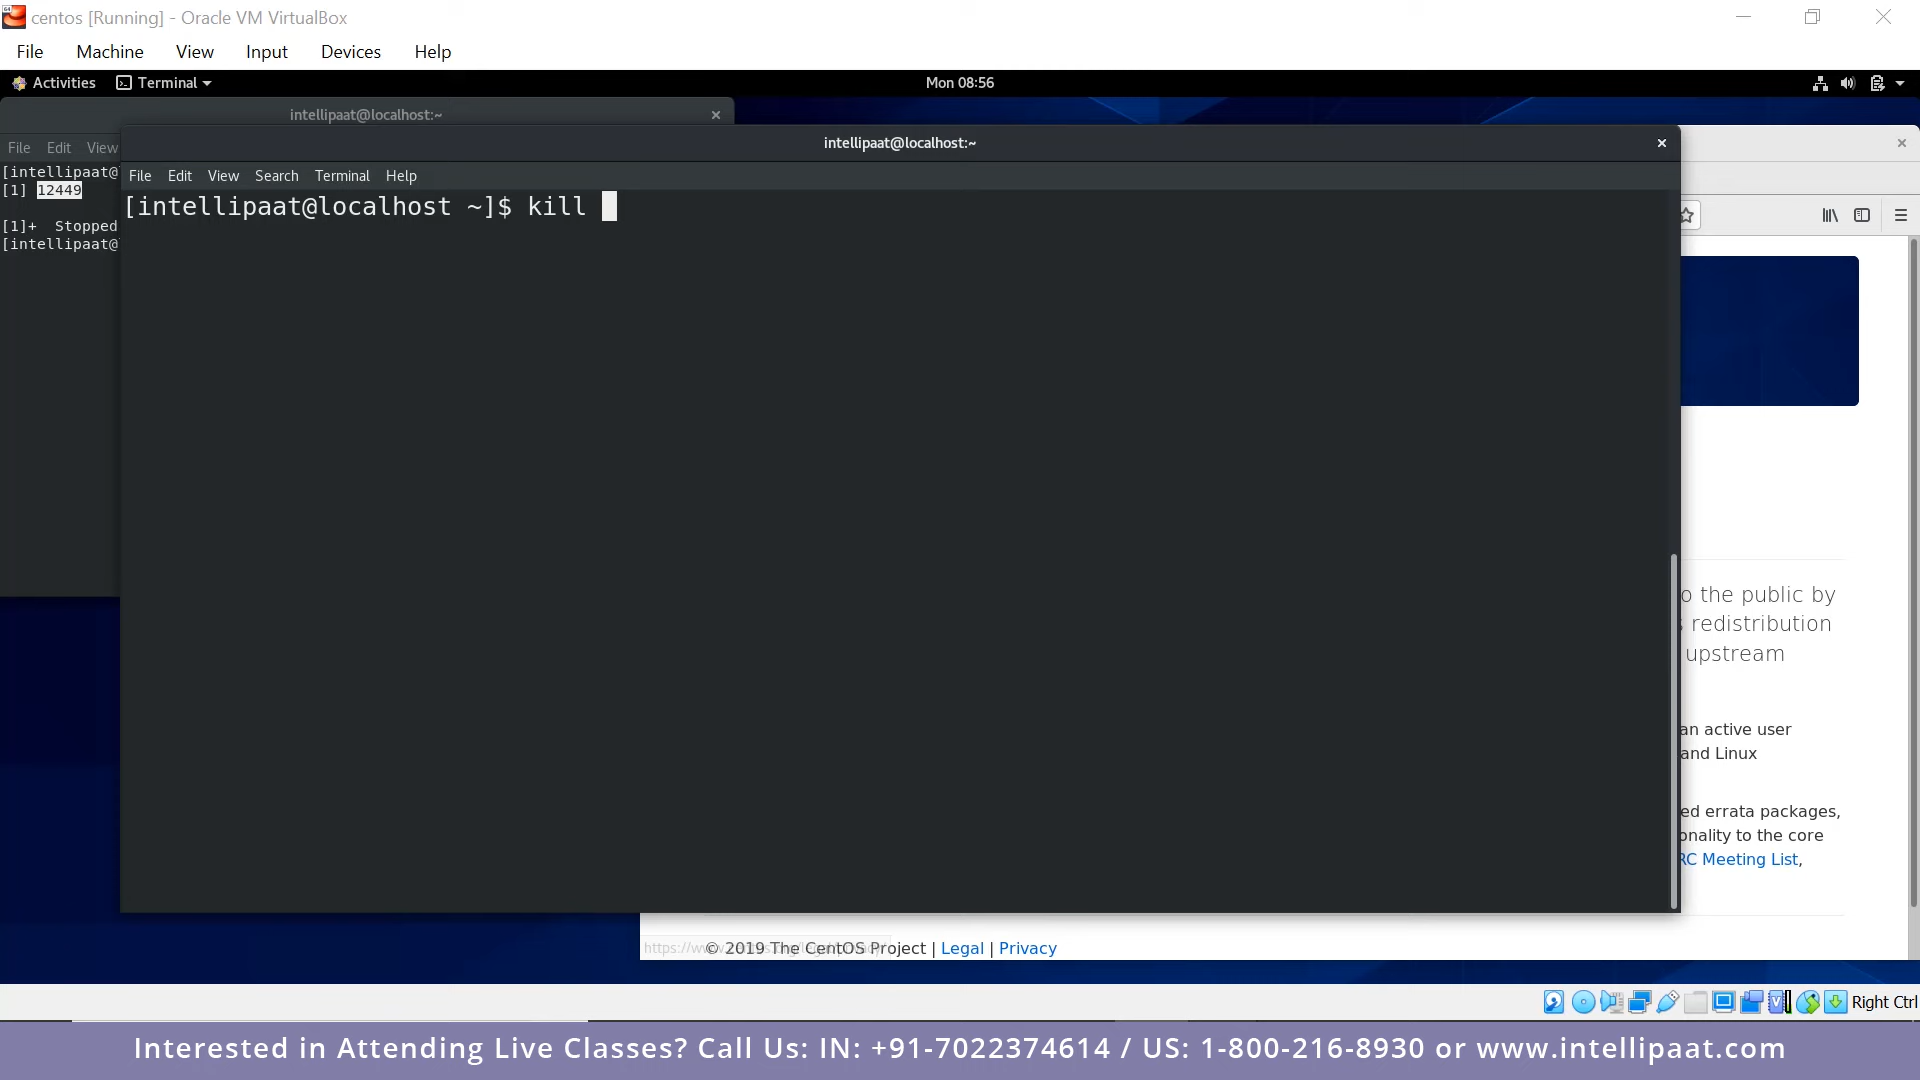 centos [Running] - Oracle VM VirtualBox
File Machine View Input Devices Help
Activities Terminal Mon 08:56
intellipaat@localhost:~
File Edit View
[intellipaat@
[1] 12449
[1]+ Stopped
[intellipaat@
intellipaat@localhost:~
File Edit View Search Terminal Help
[intellipaat@localhost ~]$ kill
o the public by
redistribution
upstream
an active user
and Linux
ed errata packages,
onality to the core
RC Meeting List,
© 2019 The CentOS Project | Legal | Privacy
Right Ctrl
Interested in Attending Live Classes? Call Us: IN: +91-7022374614 / US: 1-800-216-8930 or www.intellipaat.com